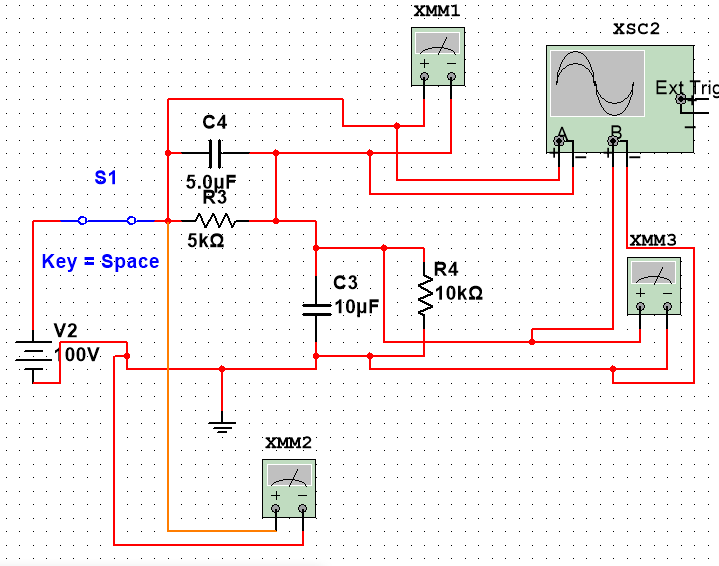 XMM1
XSC2
Ext Trig
+
−
C4
A
B
+ − + −
5.0µF
S1
R3
5kΩ
Key = Space
XMM3
R4
C3
10kΩ
10µF
+ −
V2
100V
XMM2
+ −
+ −